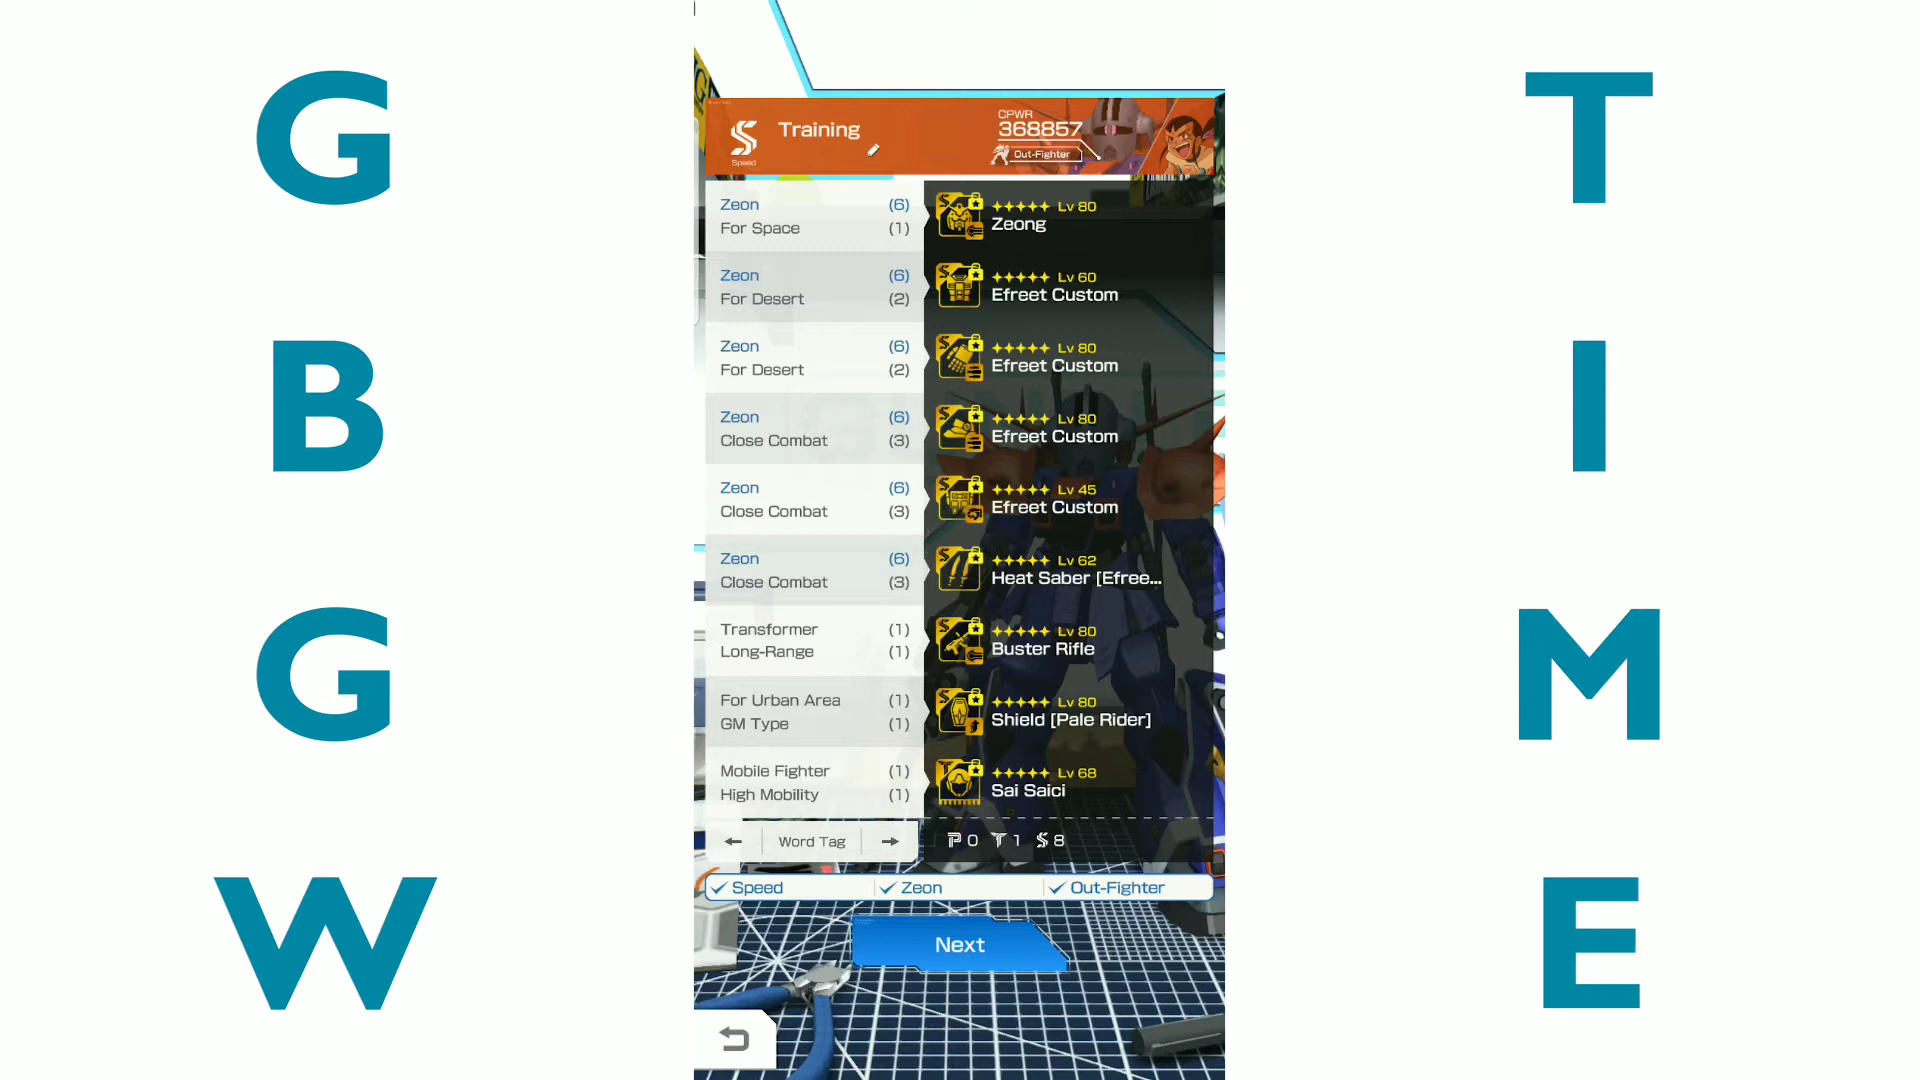 G
B
G
W
T
I
M
E
Speed
Training
CPWR
368857
Out-Fighter
Zeon (6)
For Space (1)
Lv 80
Zeong
Zeon (6)
For Desert (2)
Lv 60
Efreet Custom
Zeon (6)
For Desert (2)
Lv 80
Efreet Custom
Zeon (6)
Close Combat (3)
Lv 80
Efreet Custom
Zeon (6)
Close Combat (3)
Lv 45
Efreet Custom
Zeon (6)
Close Combat (3)
Lv 62
Heat Saber [Efree...
Transformer (1)
Long-Range (1)
Lv 80
Buster Rifle
For Urban Area (1)
GM Type (1)
Lv 80
Shield [Pale Rider]
Mobile Fighter (1)
High Mobility (1)
Lv 68
Sai Saici
← Word Tag →
P 0 T 1 S 8
Speed Zeon Out-Fighter
Next